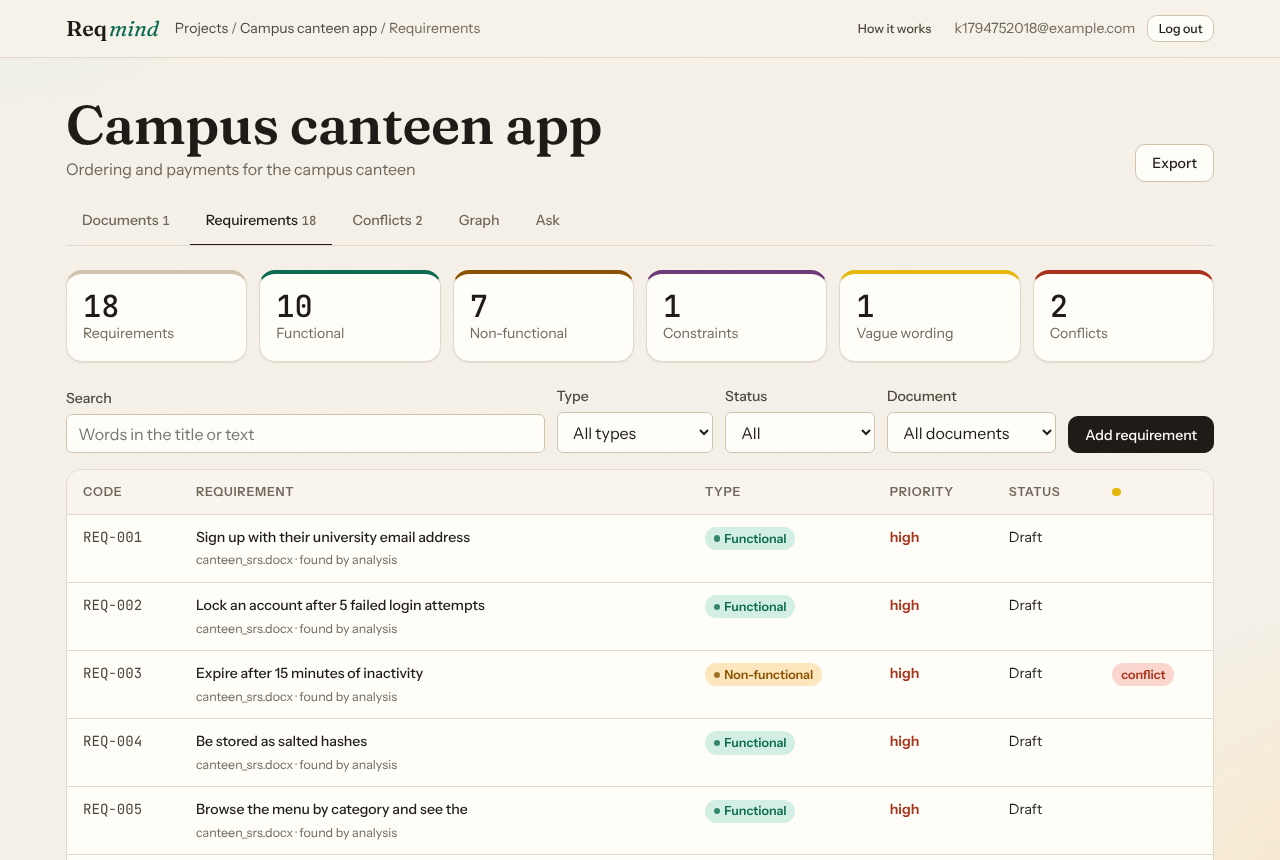 Reqmind Projects / Campus canteen app / Requirements How it works k1794752018@example.com Log out
Campus canteen app
Ordering and payments for the campus canteen
Export
Documents 1 Requirements 18 Conflicts 2 Graph Ask
18 10 7 1 1 2
Requirements Functional Non-functional Constraints Vague wording Conflicts
Search Type Status Document
Words in the title or text All types All All documents Add requirement
CODE REQUIREMENT TYPE PRIORITY STATUS
REQ-001 Sign up with their university email address Functional high Draft
canteen_srs.docx · found by analysis
REQ-002 Lock an account after 5 failed login attempts Functional high Draft
canteen_srs.docx · found by analysis
REQ-003 Expire after 15 minutes of inactivity Non-functional high Draft conflict
canteen_srs.docx · found by analysis
REQ-004 Be stored as salted hashes Functional high Draft
canteen_srs.docx · found by analysis
REQ-005 Browse the menu by category and see the Functional high Draft
canteen_srs.docx · found by analysis